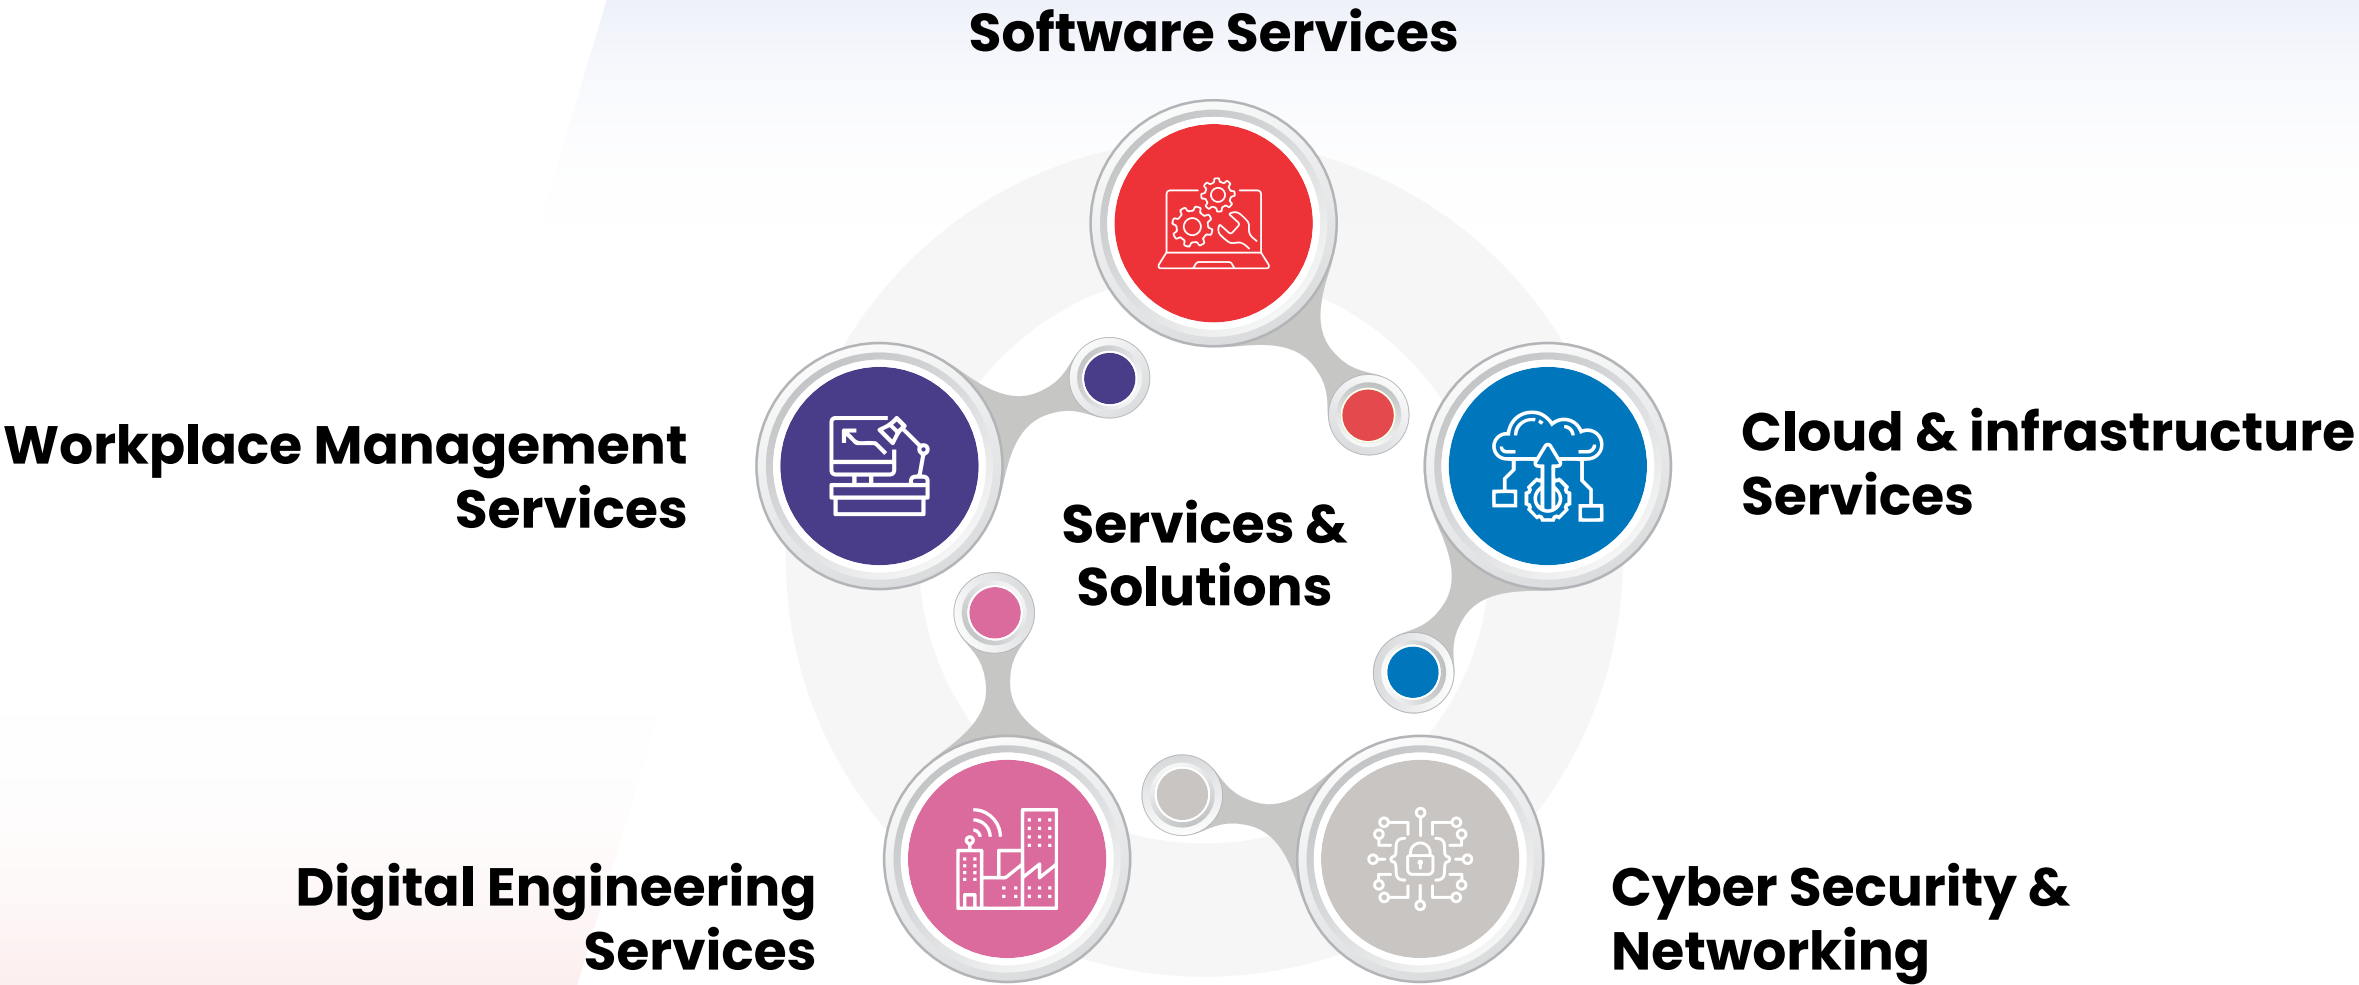 Software Services
Workplace Management
Services
Cloud & infrastructure
Services
Services &
Solutions
Digital Engineering
Services
Cyber Security &
Networking